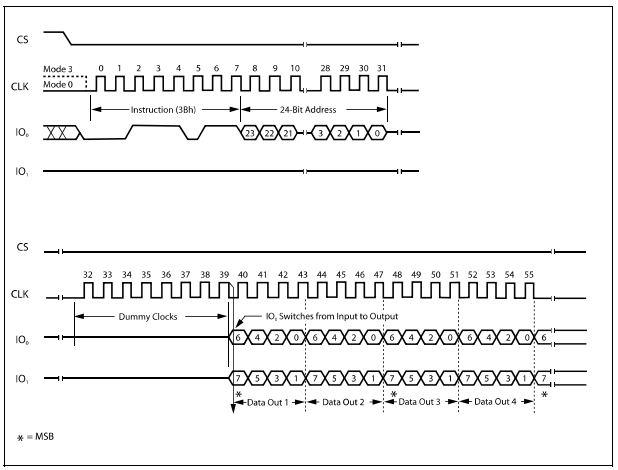 CS
Mode 3 0 1 2 3 4 5 6 7 8 9 10 28 29 30 31
CLK Mode 0
Instruction (3Bh) 24-Bit Address
IO₀ 23 22 21 3 2 1 0
IO₁
CS
32 33 34 35 36 37 38 39 40 41 42 43 44 45 46 47 48 49 50 51 52 53 54 55
CLK
Dummy Clocks IO₀ Switches from Input to Output
IO₀ 6 4 2 0 6 4 2 0 6 4 2 0 6 4 2 0 6
IO₁ 7 5 3 1 7 5 3 1 7 5 3 1 7 5 3 1 7
* * *
Data Out 1 Data Out 2 Data Out 3 Data Out 4
* = MSB